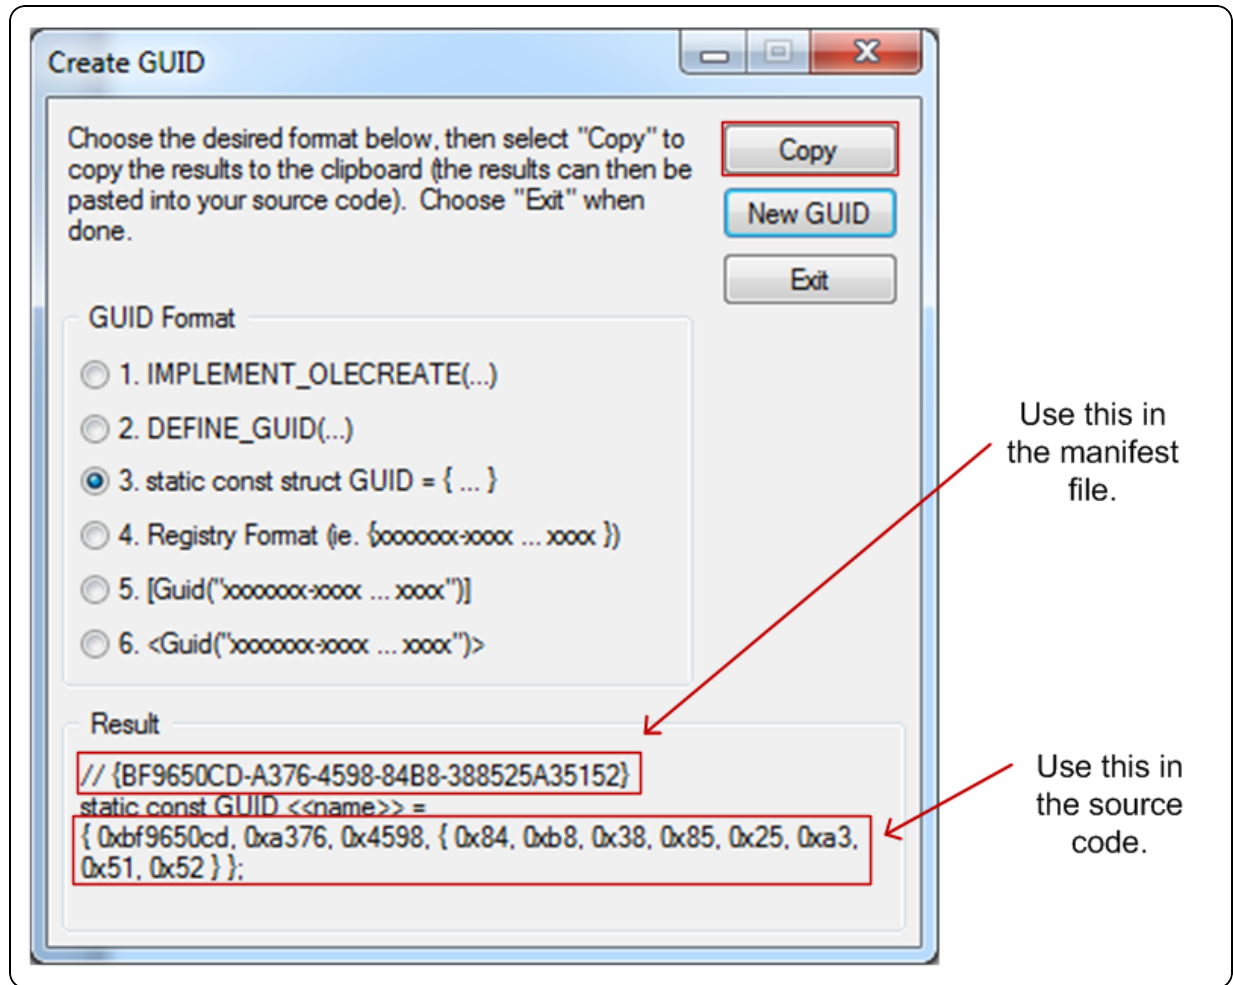 Create GUID
Choose the desired format below, then select "Copy" to
copy the results to the clipboard (the results can then be
pasted into your source code).  Choose "Exit" when
done.
Copy
New GUID
Exit
GUID Format
1. IMPLEMENT_OLECREATE(...)
2. DEFINE_GUID(...)
3. static const struct GUID = { ... }
4. Registry Format (ie. {xxxxxxx-xxxx ... xxxx })
5. [Guid("xxxxxxx-xxxx ... xxxx")]
6. <Guid("xxxxxxx-xxxx ... xxxx")>
Use this in
the manifest
file.
Result
// {BF9650CD-A376-4598-84B8-388525A35152}
static const GUID <<name>> =
{ 0xbf9650cd, 0xa376, 0x4598, { 0x84, 0xb8, 0x38, 0x85, 0x25, 0xa3,
0x51, 0x52 } };
Use this in
the source
code.